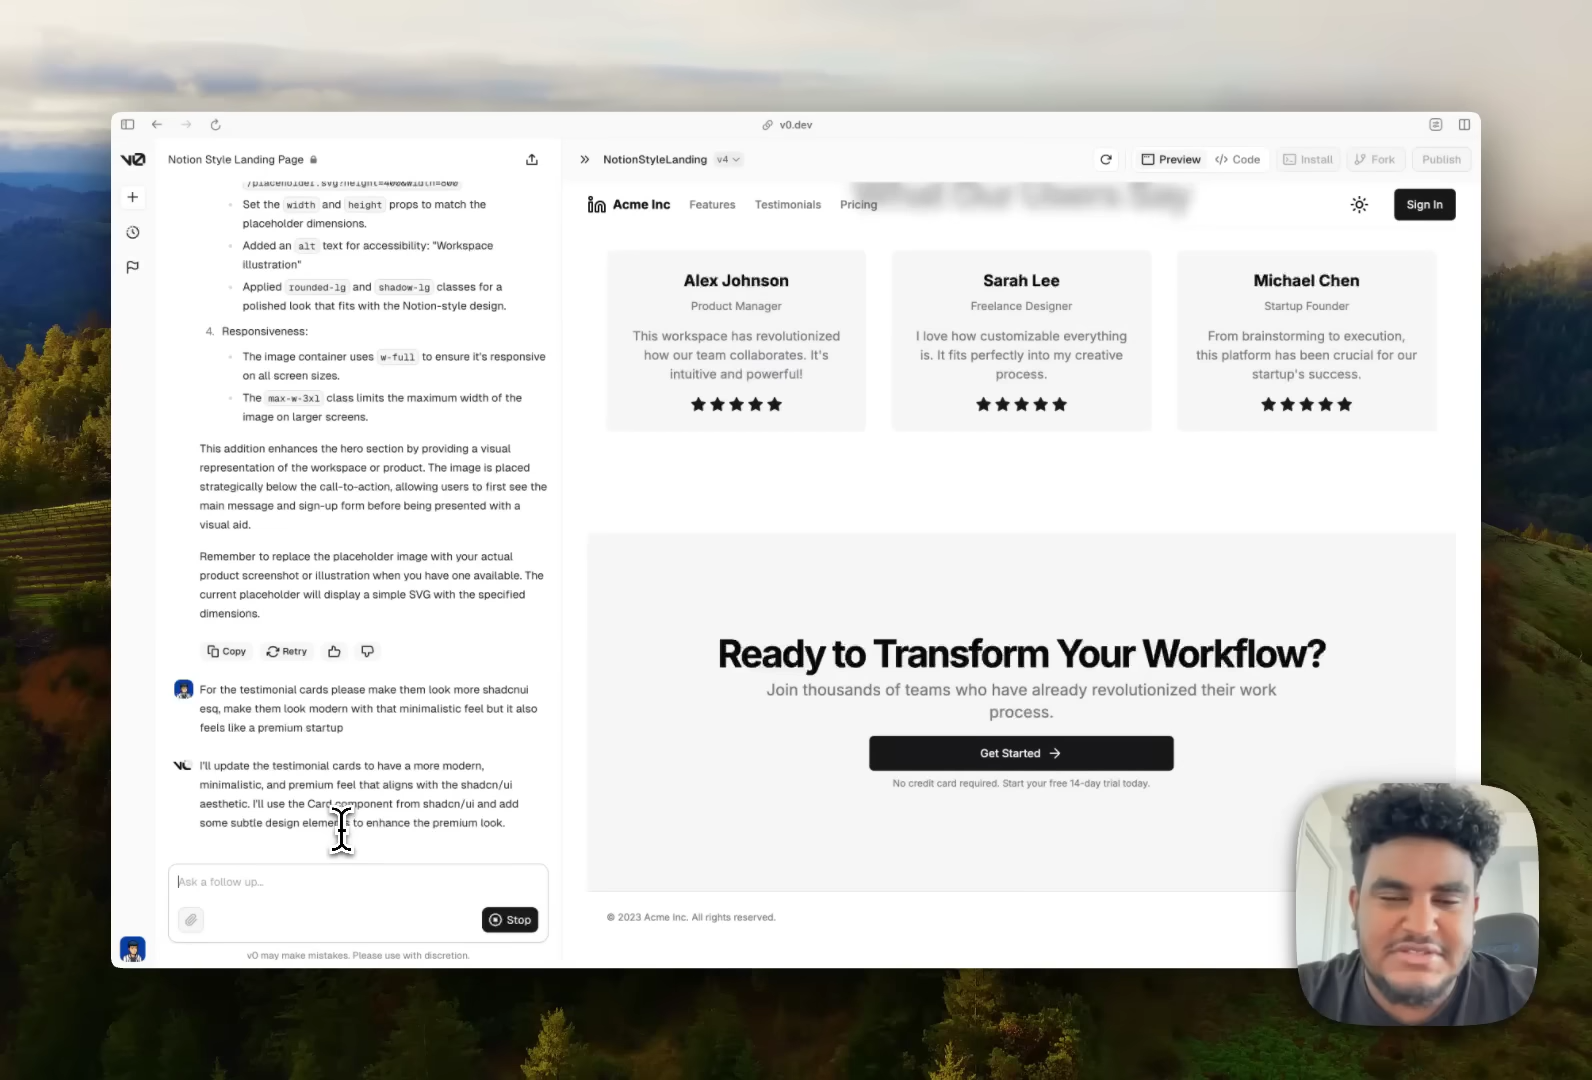 v0.dev
Notion Style Landing Page
/placeholder.svg?height=400&width=800
Set the width and height props to match the
placeholder dimensions.
Added an alt text for accessibility: "Workspace
illustration"
Applied rounded-lg and shadow-lg classes for a
polished look that fits with the Notion-style design.
4. Responsiveness:
The image container uses w-full to ensure it's responsive
on all screen sizes.
The max-w-3xl class limits the maximum width of the
image on larger screens.
This addition enhances the hero section by providing a visual
representation of the workspace or product. The image is placed
strategically below the call-to-action, allowing users to first see the
main message and sign-up form before being presented with a
visual aid.
Remember to replace the placeholder image with your actual
product screenshot or illustration when you have one available. The
current placeholder will display a simple SVG with the specified
dimensions.
Copy Retry
For the testimonial cards please make them look more shadcnui
esq, make them look modern with that minimalistic feel but it also
feels like a premium startup
I'll update the testimonial cards to have a more modern,
minimalistic, and premium feel that aligns with the shadcn/ui
aesthetic. I'll use the Card component from shadcn/ui and add
some subtle design elements to enhance the premium look.
Ask a follow up...
Stop
v0 may make mistakes. Please use with discretion.
NotionStyleLanding v4
Preview Code Install Fork Publish
What Our Users Say
Acme Inc Features Testimonials Pricing Sign In
Alex Johnson
Product Manager
This workspace has revolutionized
how our team collaborates. It's
intuitive and powerful!
Sarah Lee
Freelance Designer
I love how customizable everything
is. It fits perfectly into my creative
process.
Michael Chen
Startup Founder
From brainstorming to execution,
this platform has been crucial for our
startup's success.
Ready to Transform Your Workflow?
Join thousands of teams who have already revolutionized their work
process.
Get Started
No credit card required. Start your free 14-day trial today.
© 2023 Acme Inc. All rights reserved.